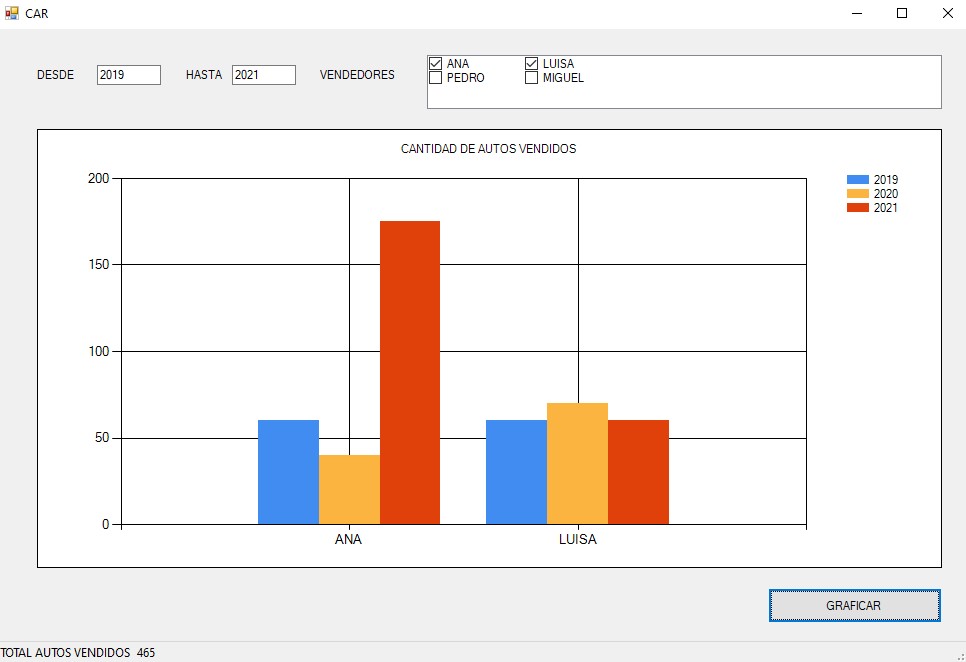 CAR
DESDE 2019 HASTA 2021 VENDEDORES
ANA LUISA
PEDRO MIGUEL
CANTIDAD DE AUTOS VENDIDOS
200
150
100
50
0
ANA LUISA
2019
2020
2021
GRAFICAR
TOTAL AUTOS VENDIDOS 465